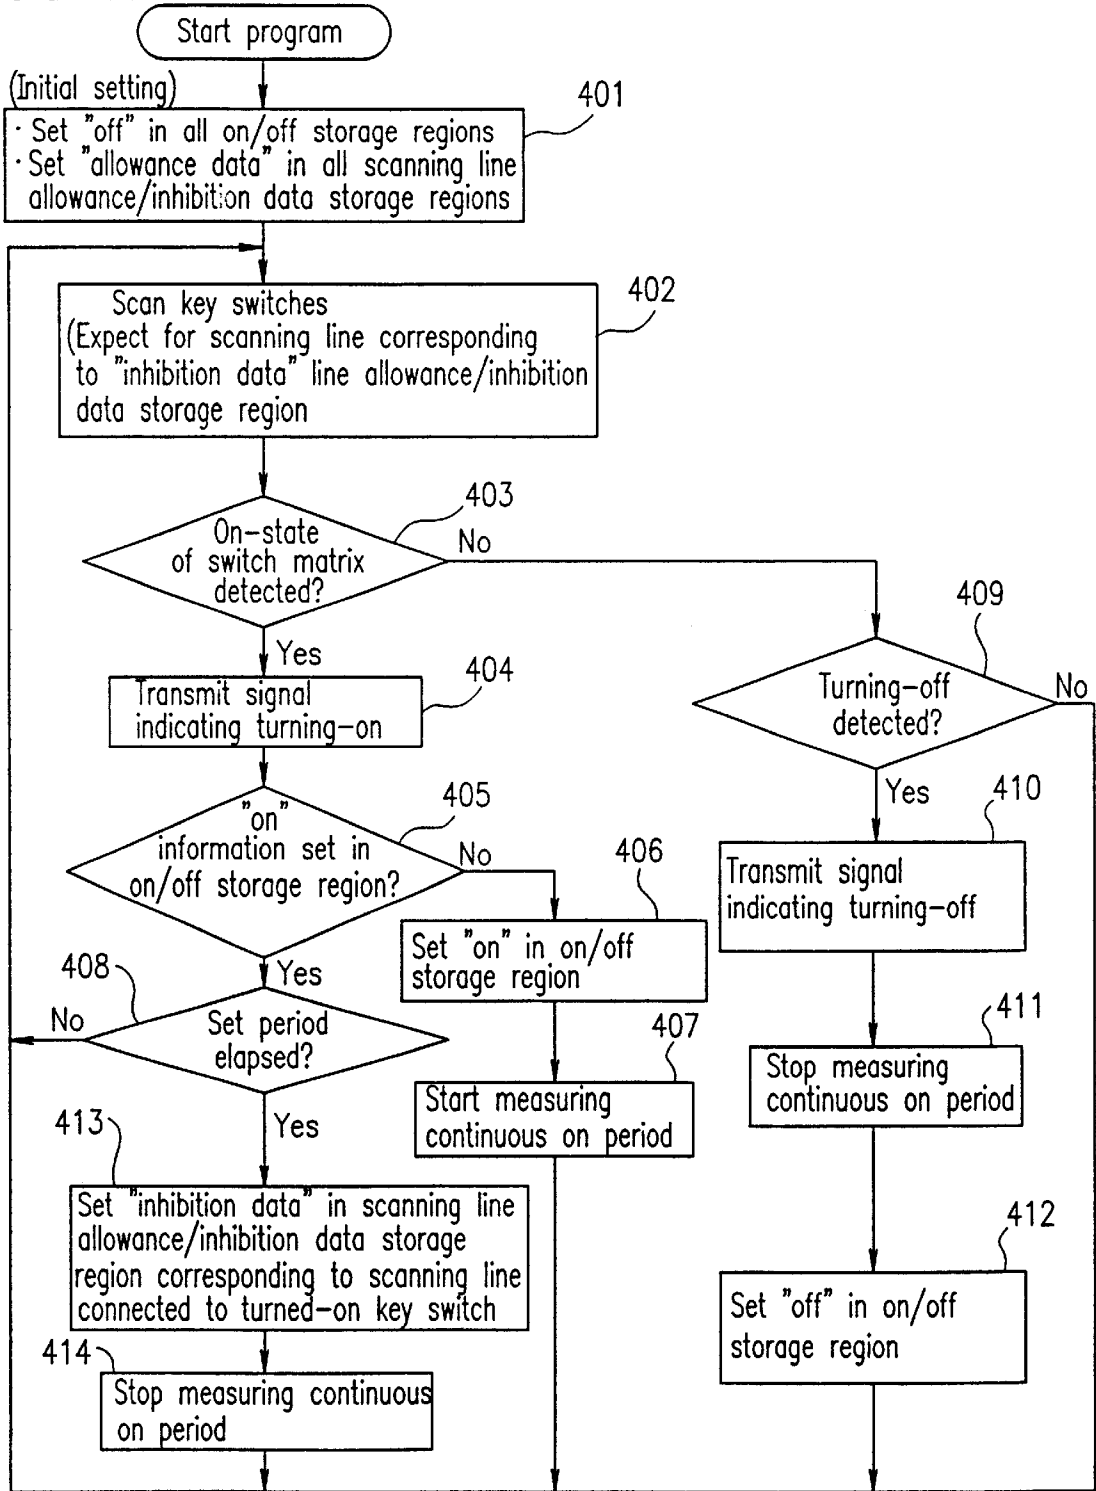 Start program
(Initial setting)
401
· Set "off" in all on/off storage regions
· Set "allowance data" in all scanning line
allowance/inhibition data storage regions
402
Scan key switches
(Expect for scanning line corresponding
to "inhibition data" line allowance/inhibition
data storage region
403
On-state
of switch matrix
detected?
No
Yes
409
Turning-off
detected?
No
Yes
404
Transmit signal
indicating turning-on
405
"on"
information set in
on/off storage region?
No
Yes
406
Set "on" in on/off
storage region
410
Transmit signal
indicating turning-off
408
Set period
elapsed?
No
Yes
407
Start measuring
continuous on period
411
Stop measuring
continuous on period
413
Set "inhibition data" in scanning line
allowance/inhibition data storage
region corresponding to scanning line
connected to turned-on key switch
412
Set "off" in on/off
storage region
414
Stop measuring continuous
on period